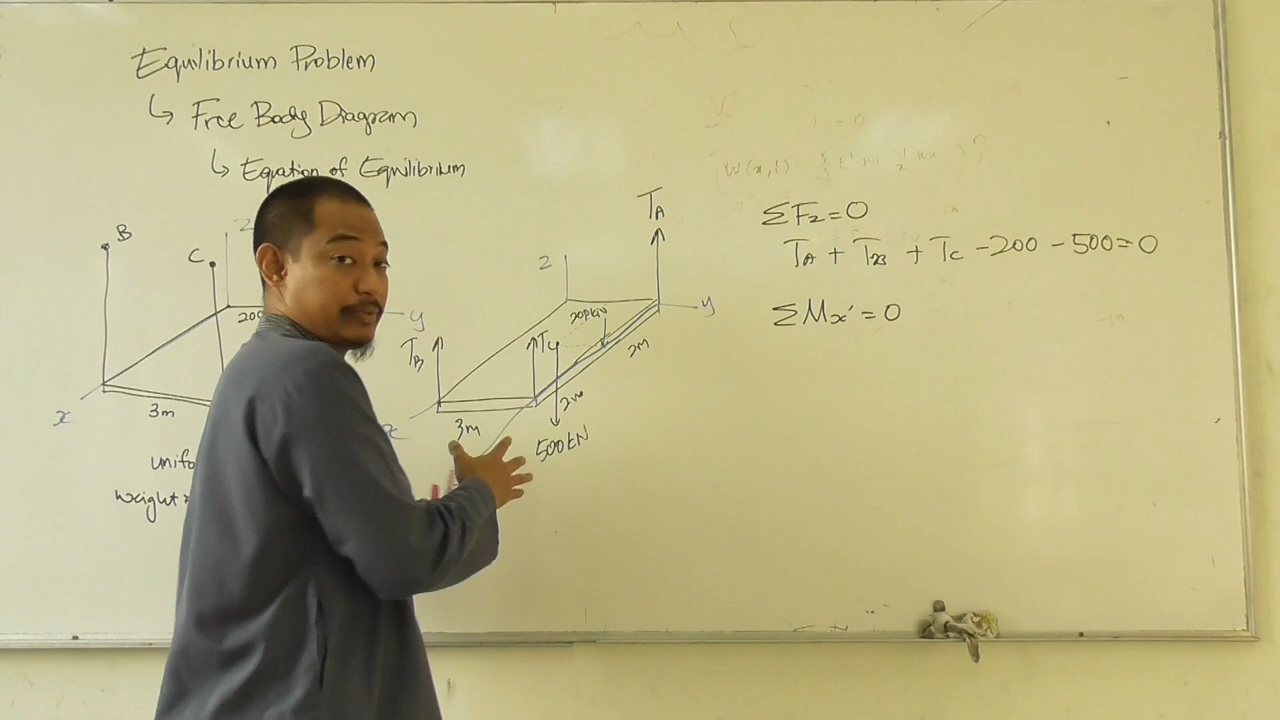 Equilibrium Problem
↳ Free Body Diagram
↳ Equation of Equilibrium
B
C
Z
y
200
x
3m
unifo
weight
TA
Z
y
200kN
TB
TC
2m
2m
3m
500kN
x
ΣFz=0
TA + TB + TC -200 -500=0
ΣMx'=0